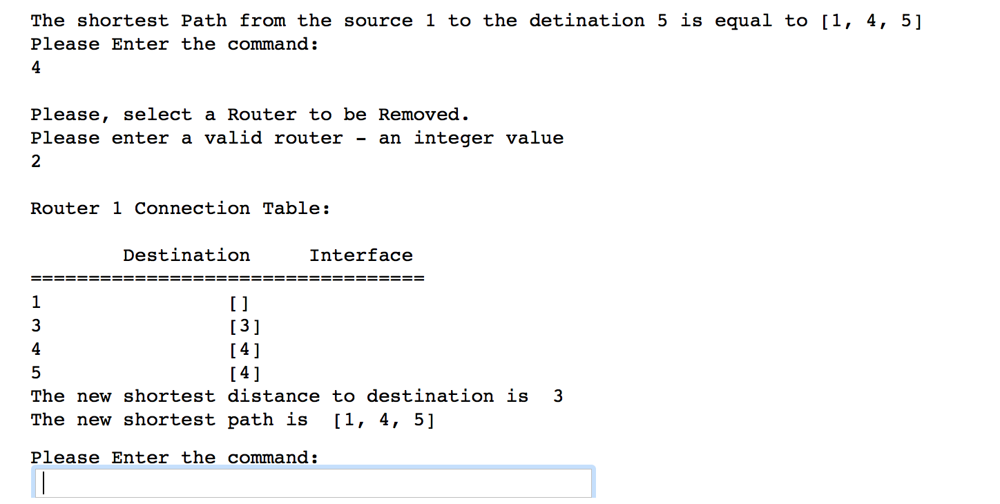 The shortest Path from the source 1 to the detination 5 is equal to [1, 4, 5]
Please Enter the command:
4
Please, select a Router to be Removed.
Please enter a valid router - an integer value
2
Router 1 Connection Table:
Destination Interface
==================================
1 []
3 [3]
4 [4]
5 [4]
The new shortest distance to destination is 3
The new shortest path is [1, 4, 5]
Please Enter the command: